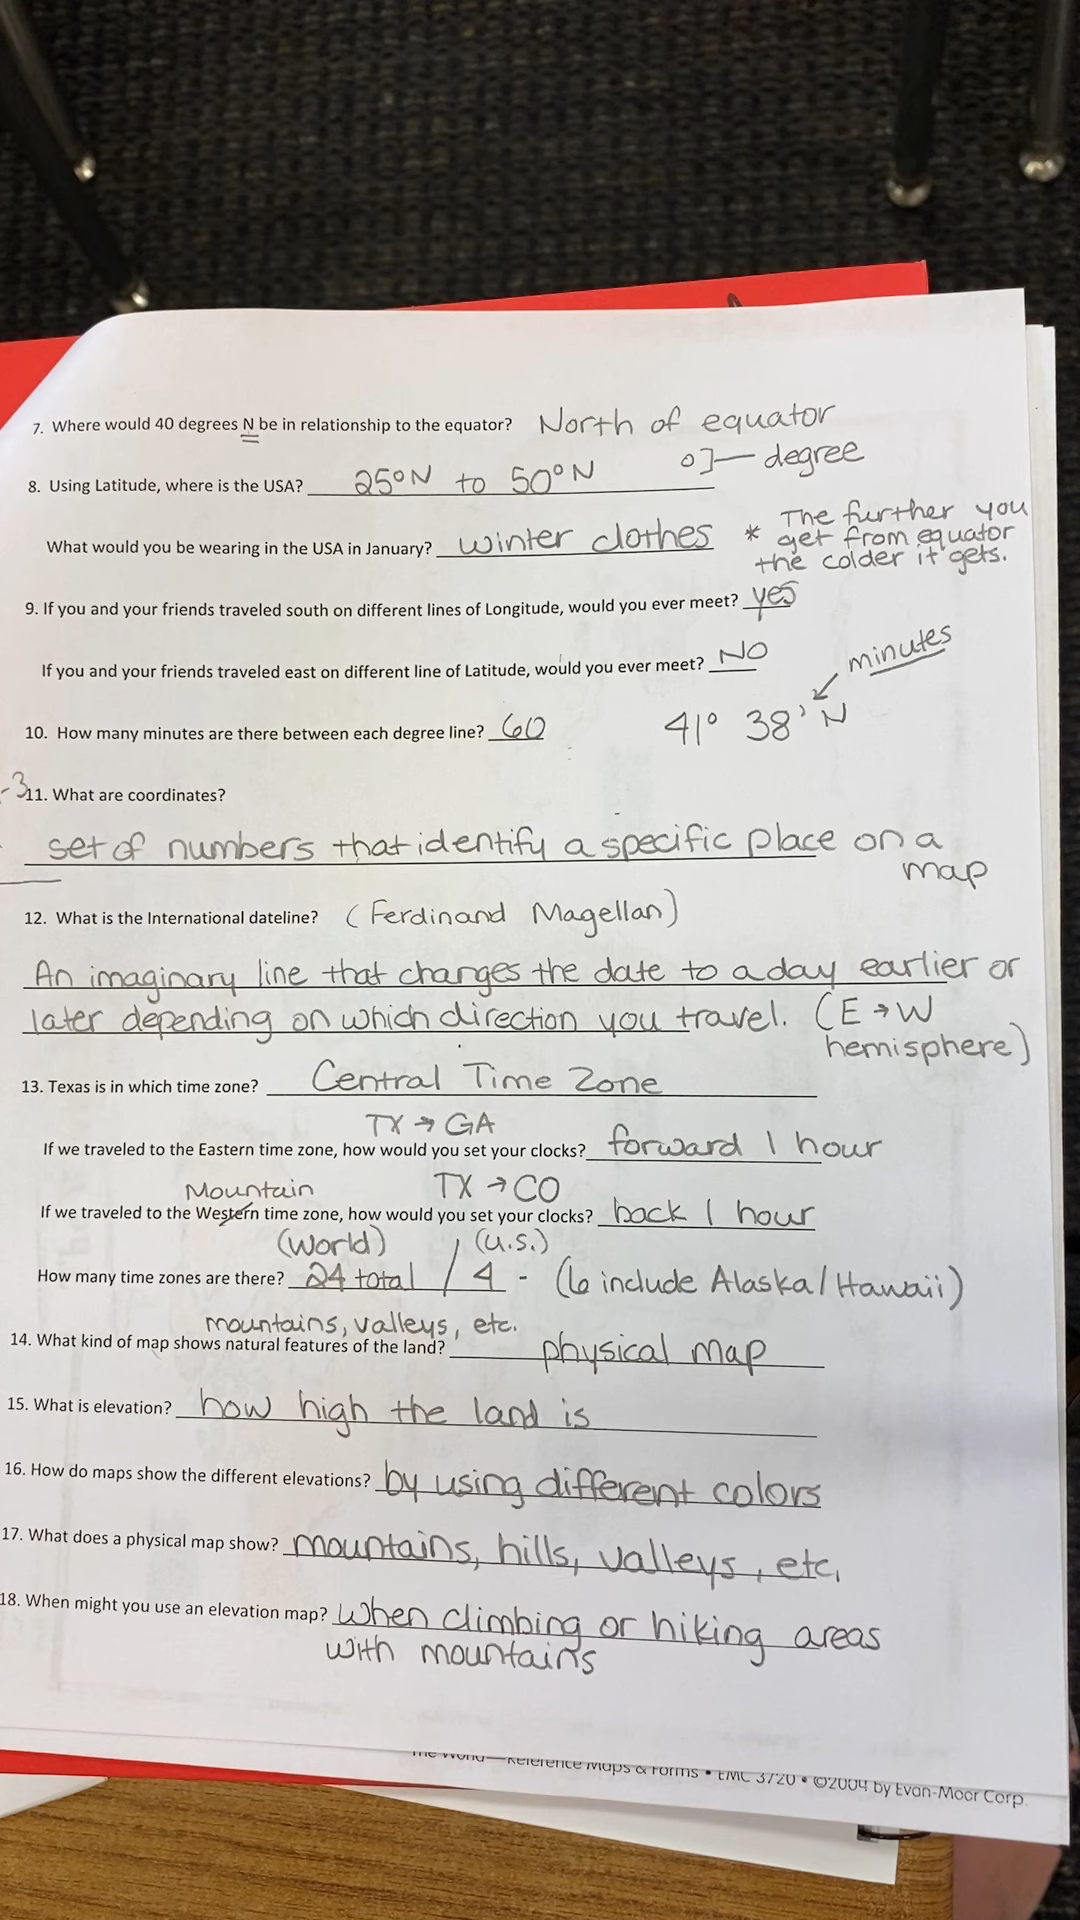 7. Where would 40 degrees N be in relationship to the equator? North of equator
o]— degree
8. Using Latitude, where is the USA? 25°N to 50°N
What would you be wearing in the USA in January? winter clothes * The further you
get from equator
the colder it gets.
9. If you and your friends traveled south on different lines of Longitude, would you ever meet? yes
If you and your friends traveled east on different line of Latitude, would you ever meet? NO
minutes
10. How many minutes are there between each degree line? 60 41° 38' N
-3
11. What are coordinates?
set of numbers that identify a specific place on a
map
12. What is the International dateline? (Ferdinand Magellan)
An imaginary line that changes the date to a day earlier or
later depending on which direction you travel. (E → W
hemisphere)
13. Texas is in which time zone? Central Time Zone
TX → GA
If we traveled to the Eastern time zone, how would you set your clocks? forward 1 hour
Mountain TX → CO
If we traveled to the Western time zone, how would you set your clocks? back 1 hour
(World) / (U.S.)
How many time zones are there? 24 total / 4 - (6 include Alaska/Hawaii)
mountains, valleys, etc.
14. What kind of map shows natural features of the land? physical map
15. What is elevation? how high the land is
16. How do maps show the different elevations? by using different colors
17. What does a physical map show? mountains, hills, valleys, etc.
18. When might you use an elevation map? When climbing or hiking areas
with mountains
The World—Reference Maps & Forms • EMC 3720 • ©2004 by Evan-Moor Corp.